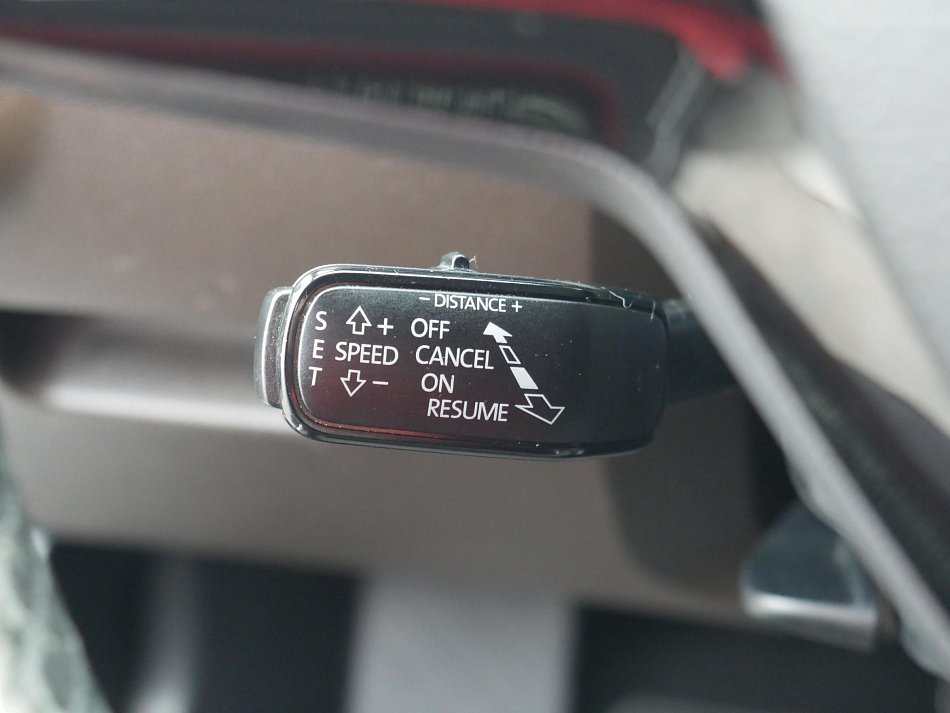 - DISTANCE +
S + OFF
E SPEED CANCEL
T - ON
RESUME